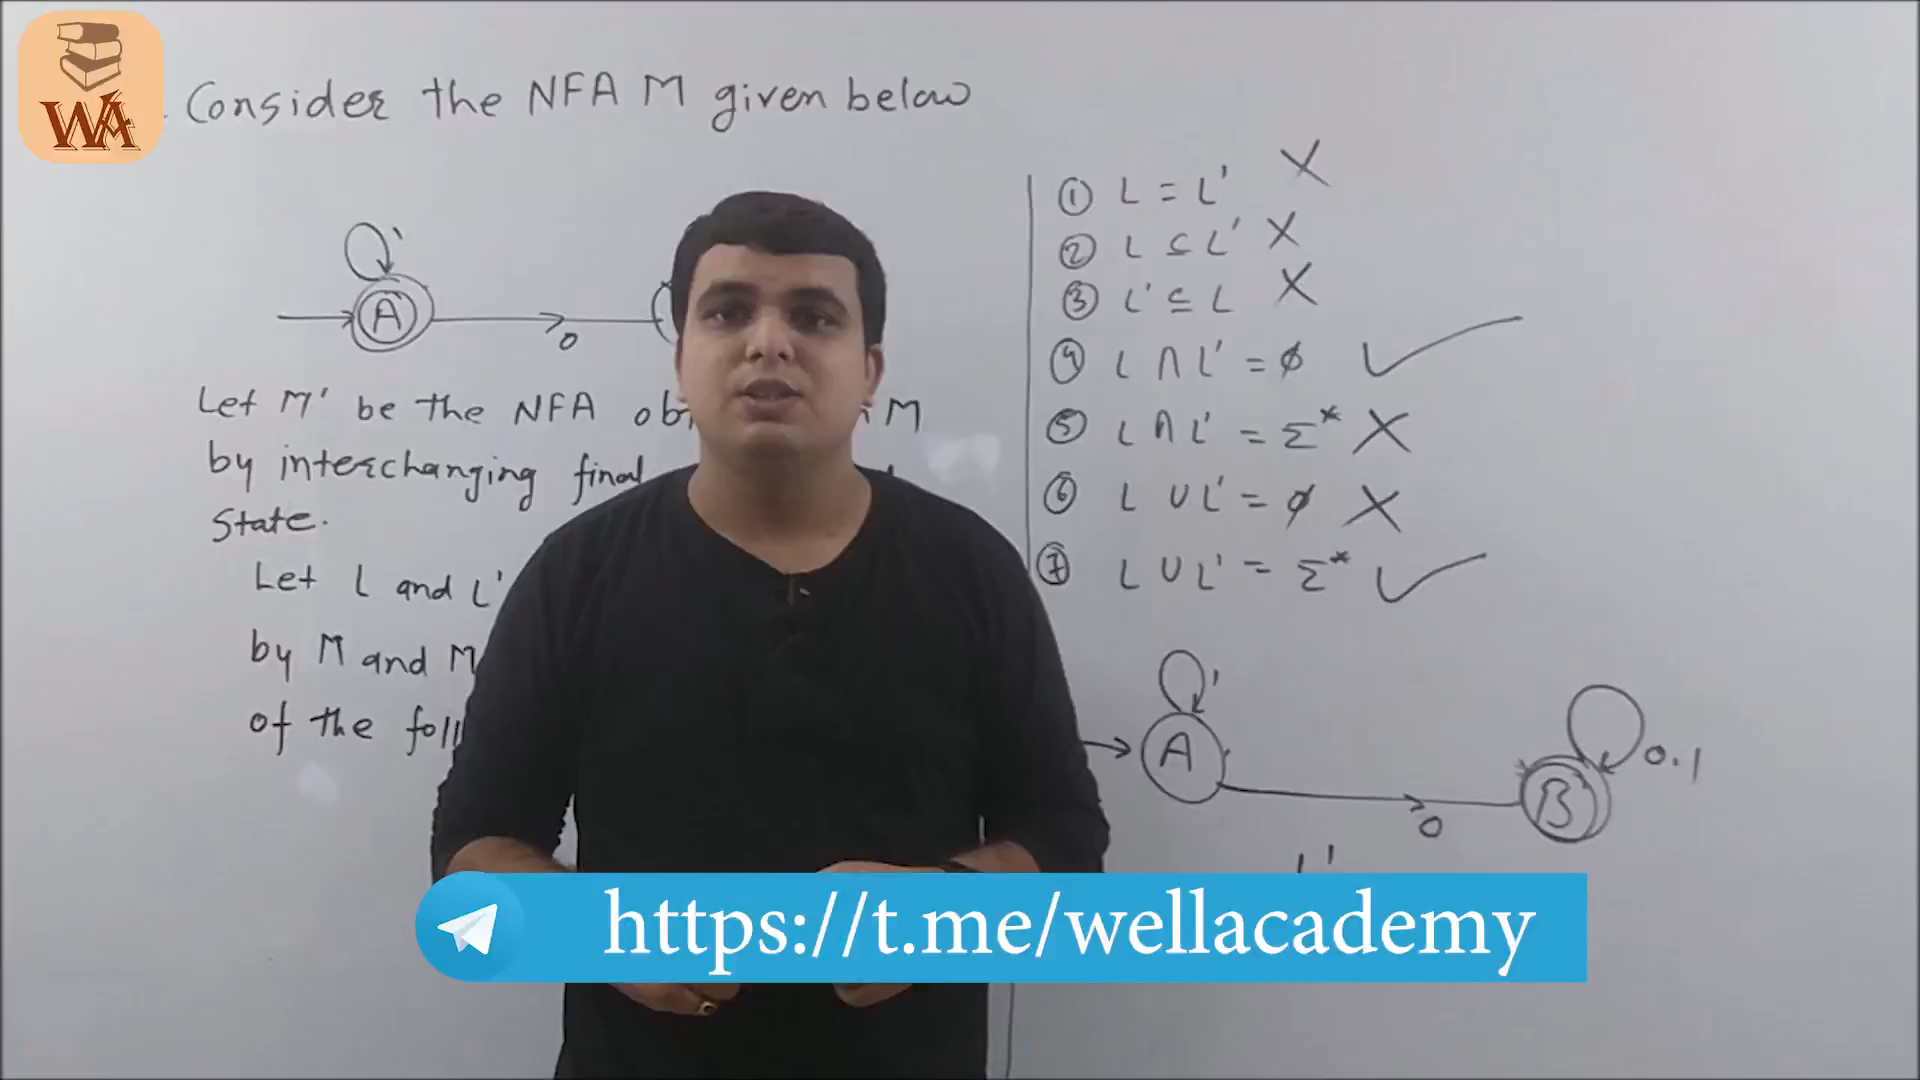 WA
Consider the NFA M given below
1
A
0
Let M' be the NFA M
by interchanging final
State.
Let L and L'
by M and M
of the
① L = L' X
② L ⊆ L' X
③ L' ⊆ L X
④ L ∩ L' = ϕ ✓
⑤ L ∩ L' = Σ* X
⑥ L ∪ L' = ϕ X
⑦ L ∪ L' = Σ* ✓
1
A
0
B
0.1
L'
https://t.me/wellacademy